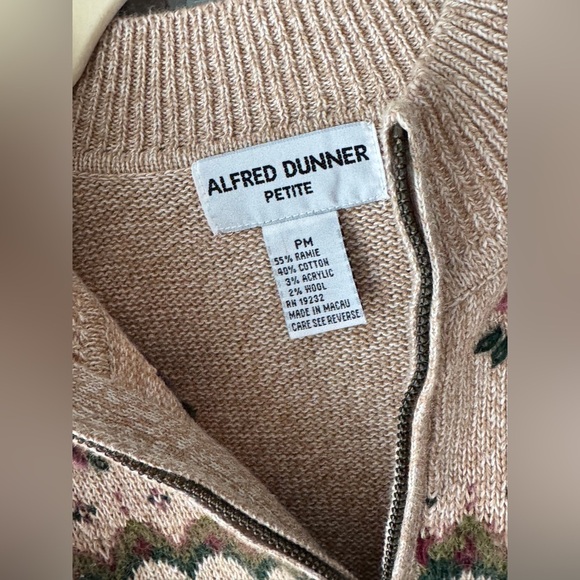 ALFRED DUNNER
PETITE
PM
55% RAMIE
40% COTTON
3% ACRYLIC
2% WOOL
RN 19232
MADE IN MACAU
CARE SEE REVERSE